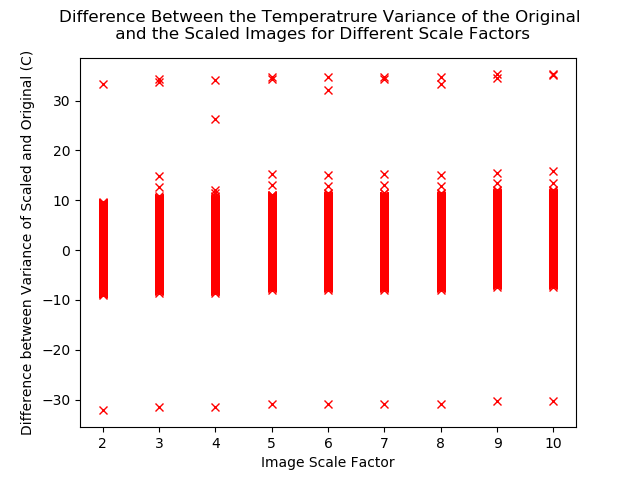 Difference Between the Temperatrure Variance of the Original
and the Scaled Images for Different Scale Factors
Difference between Variance of Scaled and Original (C)
30
20
10
0
−10
−20
−30
2 3 4 5 6 7 8 9 10
Image Scale Factor